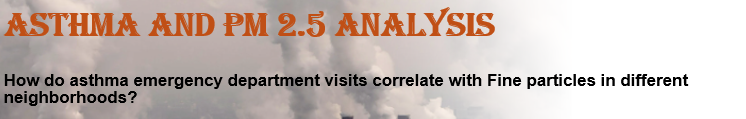 ASTHMA AND PM 2.5 ANALYSIS
How do asthma emergency department visits correlate with Fine particles in different
neighborhoods?